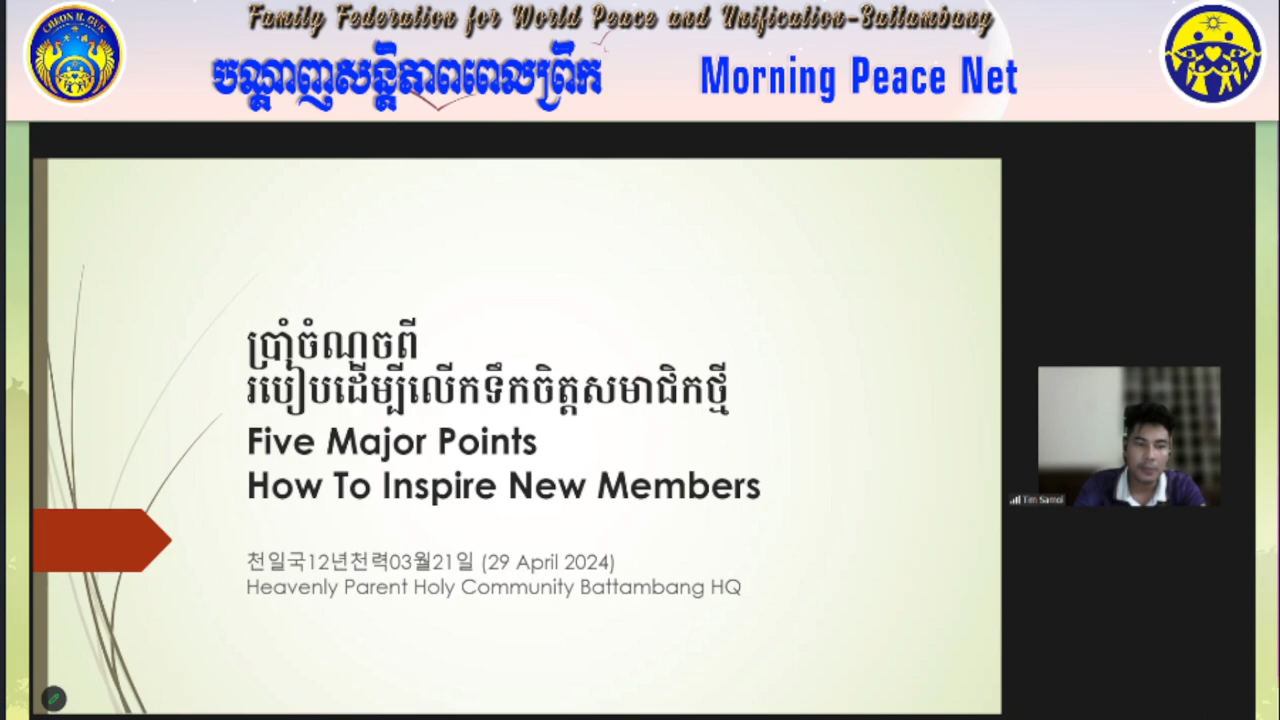 Family Federation for World Peace and Unification-Battambang
CHEON IL GUK
បណ្ដាញសន្តិភាពពេលព្រឹក
Morning Peace Net
ប្រាំចំណុចពី
របៀបដើម្បីលើកទឹកចិត្តសមាជិកថ្មី
Five Major Points
How To Inspire New Members
천일국12년천력03월21일 (29 April 2024)
Heavenly Parent Holy Community Battambang HQ
Tim Samol